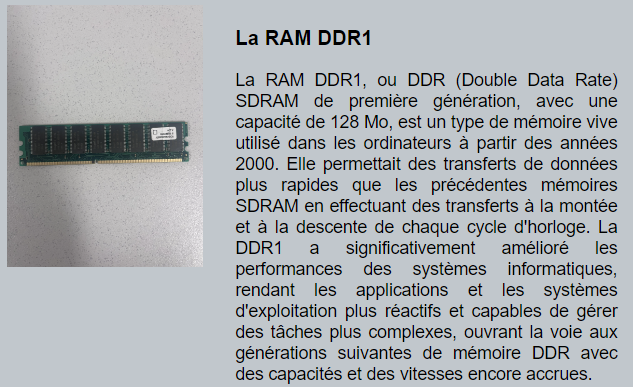 La RAM DDR1
La RAM DDR1, ou DDR (Double Data Rate)
SDRAM de première génération, avec une
capacité de 128 Mo, est un type de mémoire vive
utilisé dans les ordinateurs à partir des années
2000. Elle permettait des transferts de données
plus rapides que les précédentes mémoires
SDRAM en effectuant des transferts à la montée
et à la descente de chaque cycle d'horloge. La
DDR1 a significativement amélioré les
performances des systèmes informatiques,
rendant les applications et les systèmes
d'exploitation plus réactifs et capables de gérer
des tâches plus complexes, ouvrant la voie aux
générations suivantes de mémoire DDR avec
des capacités et des vitesses encore accrues.